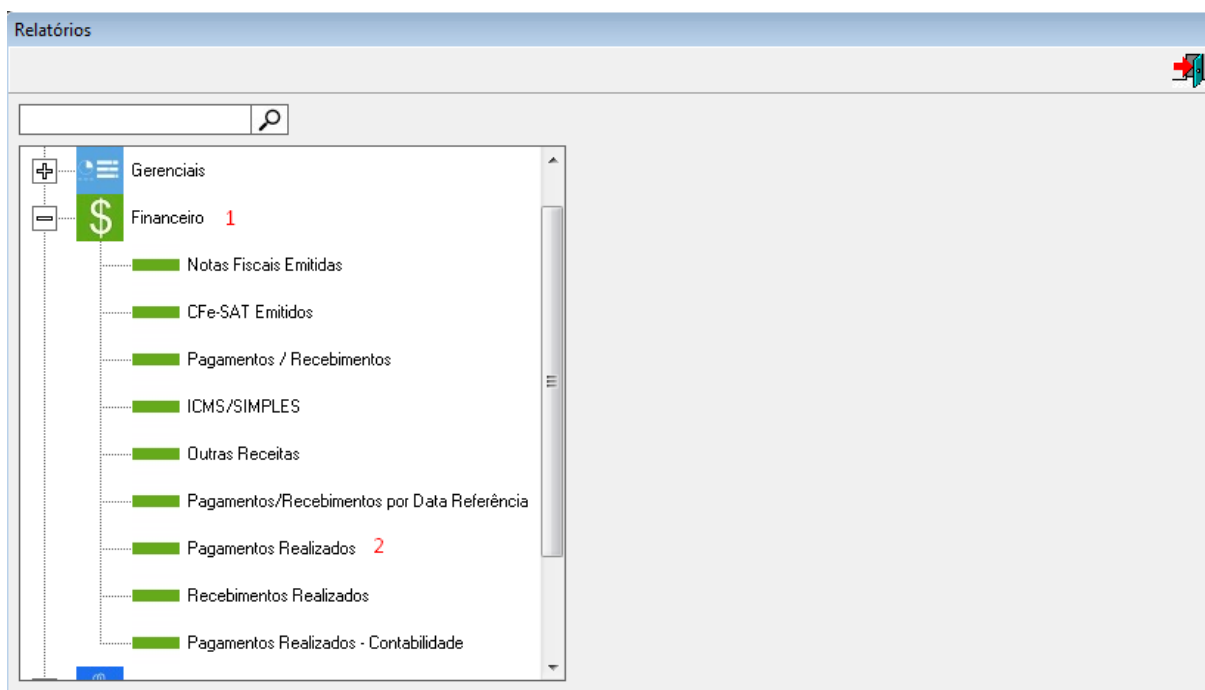 Relatórios
Gerenciais
Financeiro 1
Notas Fiscais Emitidas
CFe-SAT Emitidos
Pagamentos / Recebimentos
ICMS/SIMPLES
Outras Receitas
Pagamentos/Recebimentos por Data Referência
Pagamentos Realizados 2
Recebimentos Realizados
Pagamentos Realizados - Contabilidade